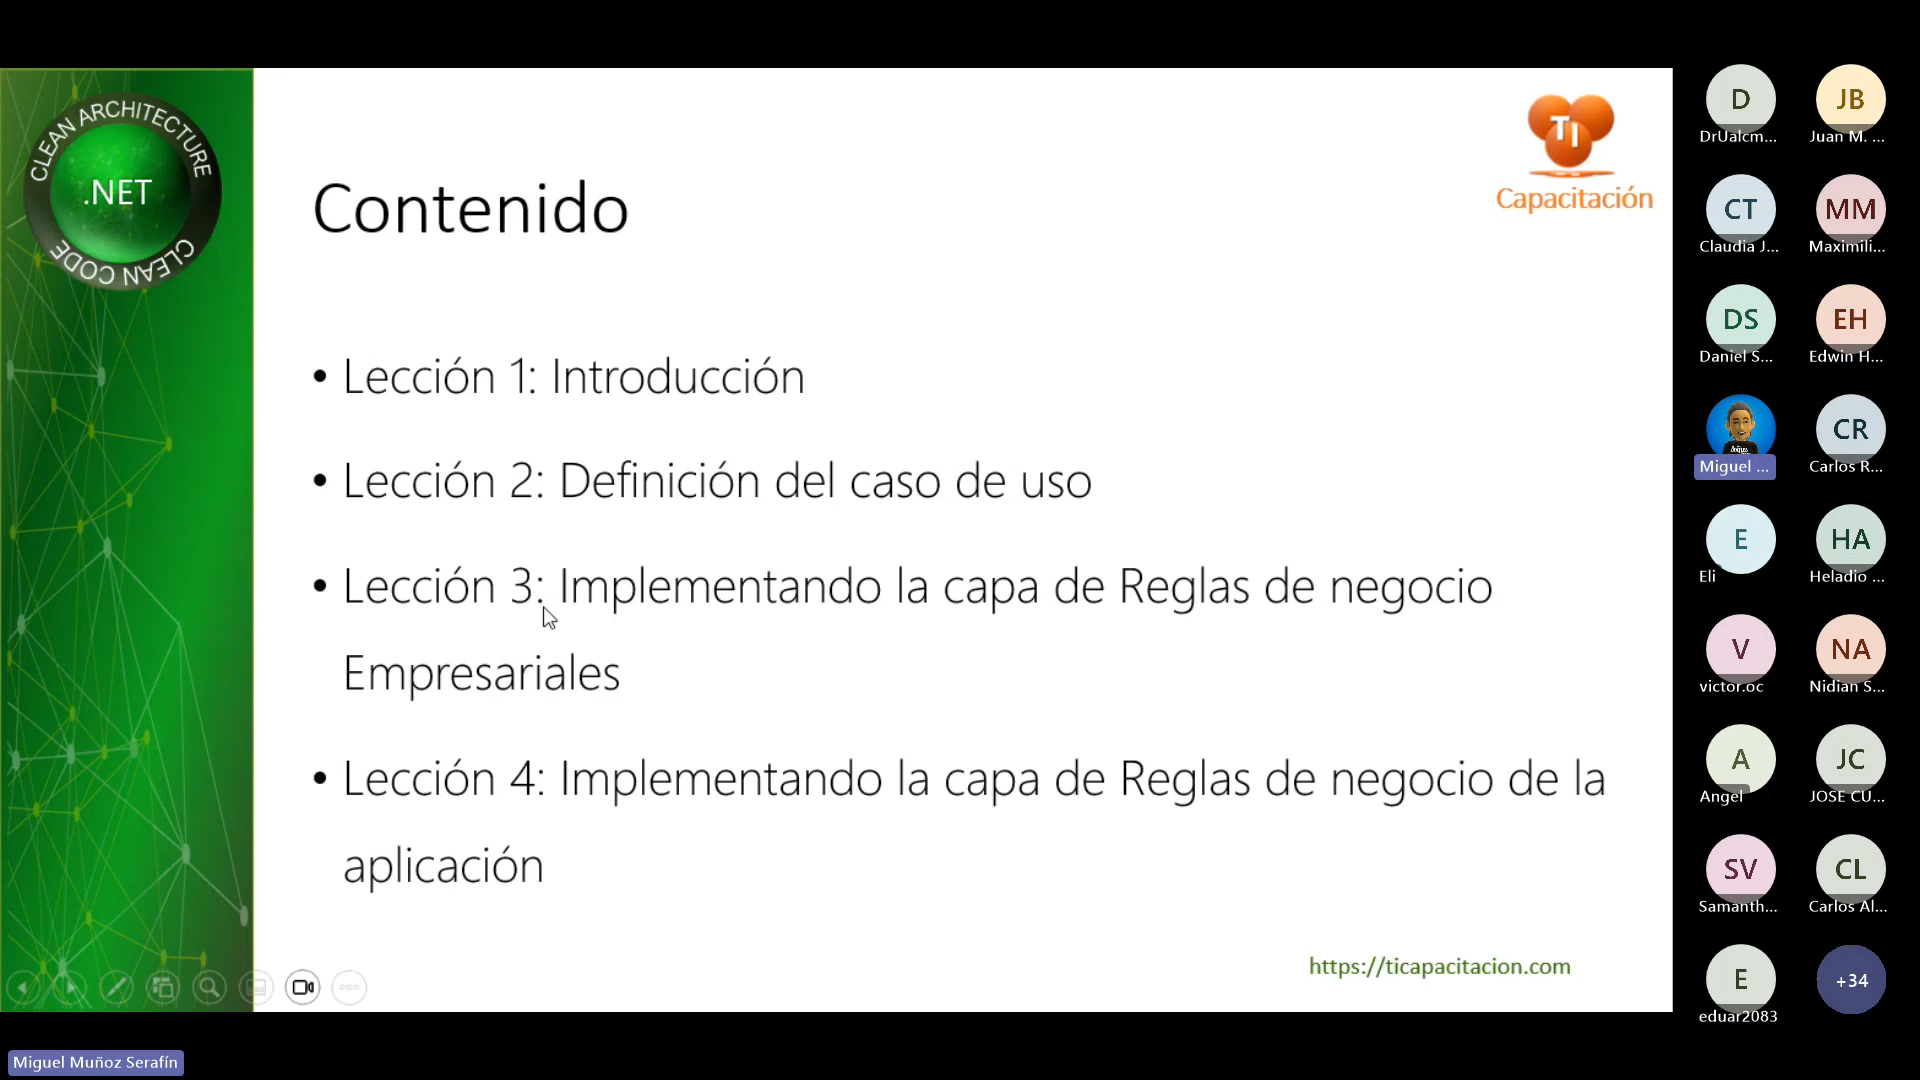 CLEAN ARCHITECTURE
.NET
CLEAN CODE
TI
Capacitación
Contenido
• Lección 1: Introducción
• Lección 2: Definición del caso de uso
• Lección 3: Implementando la capa de Reglas de negocio
Empresariales
• Lección 4: Implementando la capa de Reglas de negocio de la
aplicación
https://ticapacitacion.com
D
DrUalcm...
JB
Juan M. ...
CT
Claudia J...
MM
Maximili...
DS
Daniel S...
EH
Edwin H...
Miguel ...
CR
Carlos R...
E
Eli
HA
Heladio ...
V
victor.oc
NA
Nidian S...
A
Angel
JC
JOSE CU...
SV
Samanth...
CL
Carlos Al...
E
eduar2083
+34
Miguel Muñoz Serafín